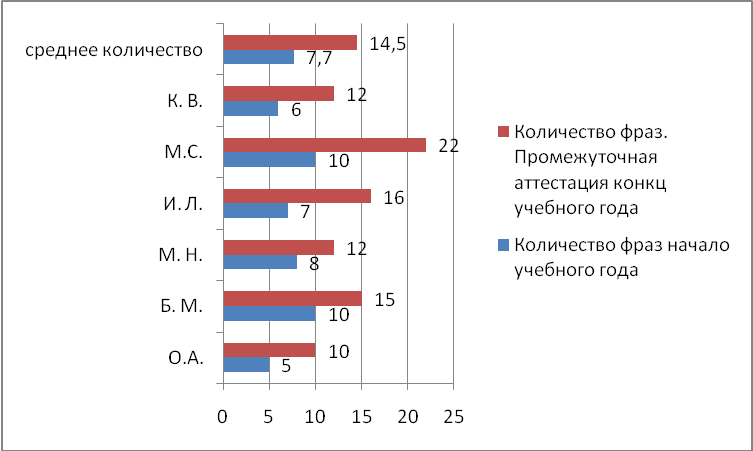 среднее количество
14,5
7,7
К. В.
12
6
М.С.
22
10
И. Л.
16
7
М. Н.
12
8
Б. М.
15
10
О.А.
10
5
0 5 10 15 20 25
Количество фраз.
Промежуточная
аттестация конкц
учебного года
Количество фраз начало
учебного года